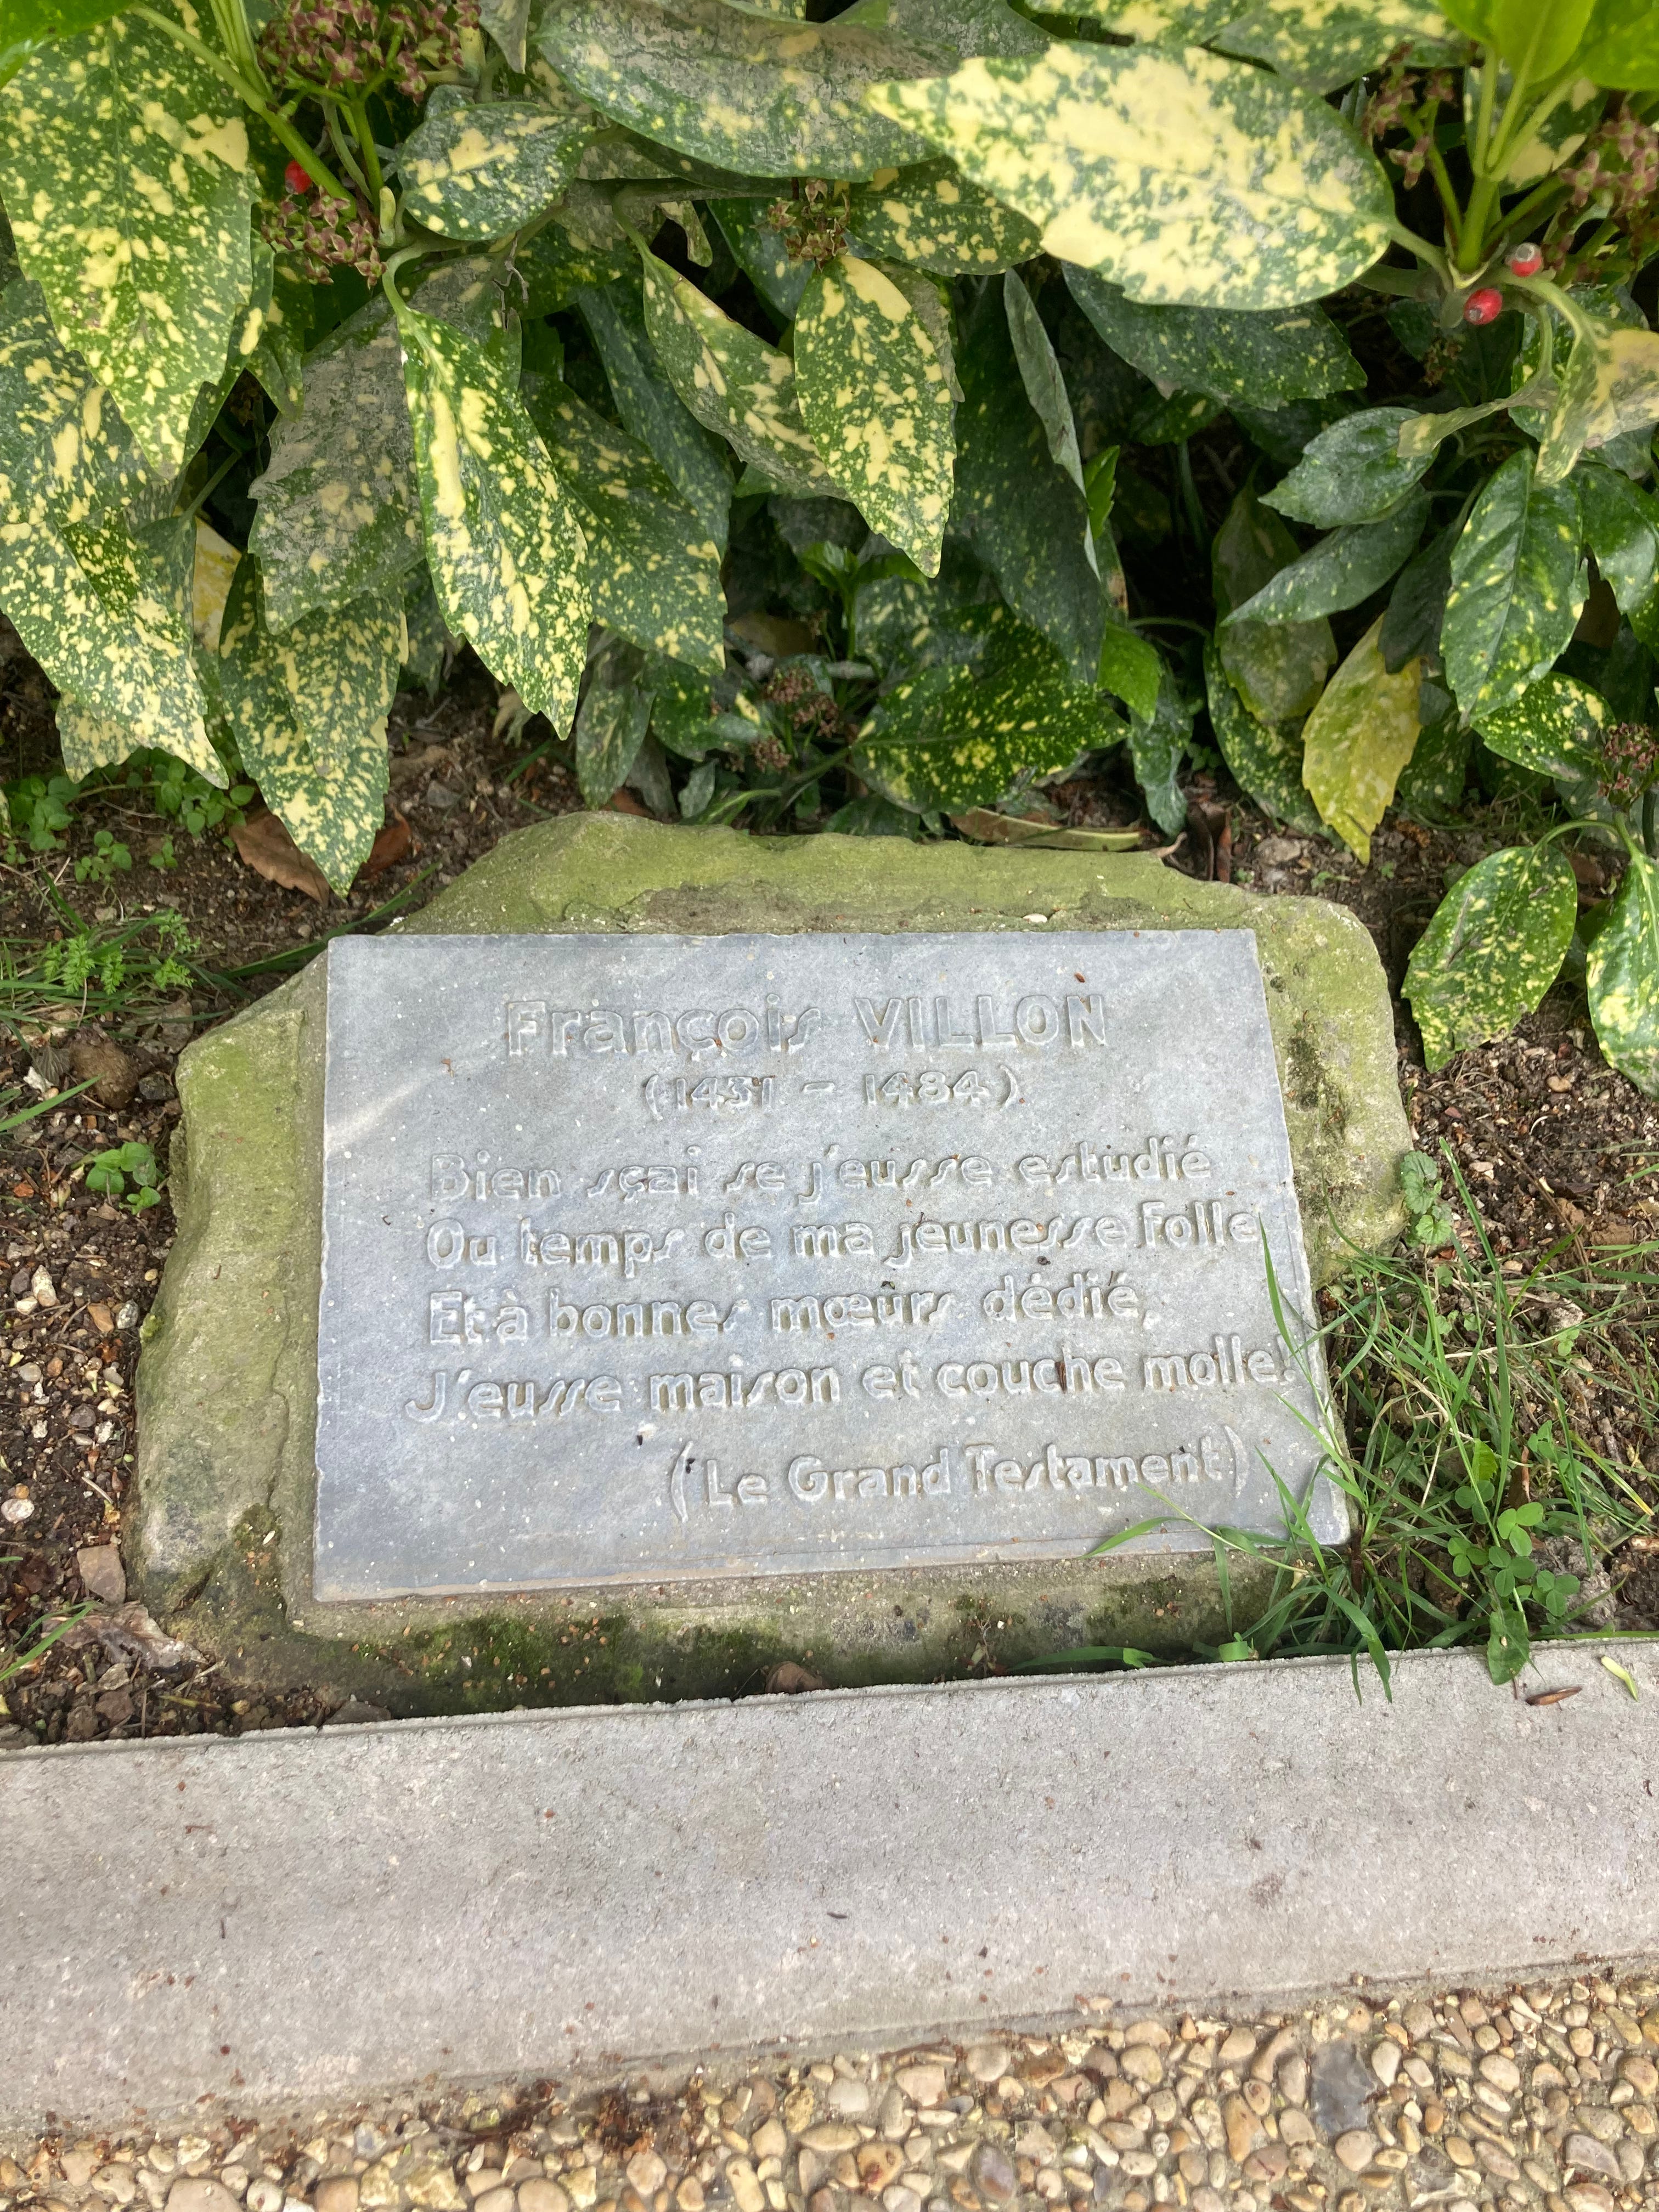 François VILLON
(1431 - 1484)
Bien sçai se j'eusse estudié
Ou temps de ma jeunesse folle
Et à bonnes mœurs dédié,
J'eusse maison et couche molle!
(Le Grand Testament)